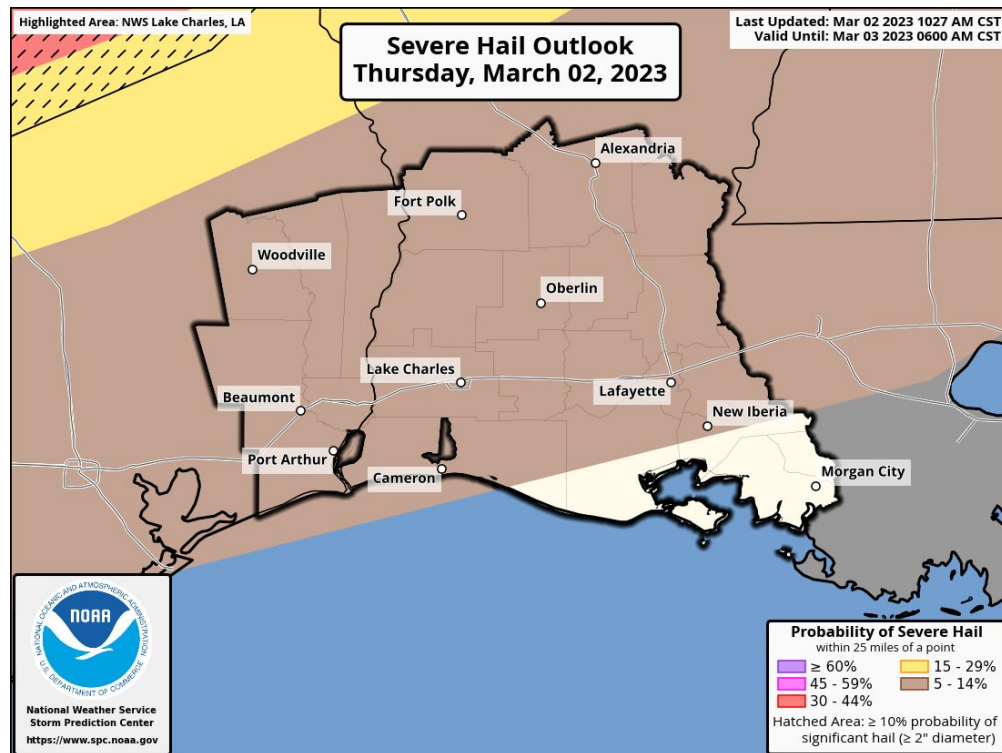 Highlighted Area: NWS Lake Charles, LA
Last Updated: Mar 02 2023 1027 AM CST
Valid Until: Mar 03 2023 0600 AM CST
Severe Hail Outlook
Thursday, March 02, 2023
Alexandria
Fort Polk
Woodville
Oberlin
Lake Charles
Lafayette
Beaumont
New Iberia
Port Arthur
Cameron
Morgan City
NATIONAL OCEANIC AND ATMOSPHERIC ADMINISTRATION
NOAA
U.S. DEPARTMENT OF COMMERCE
National Weather Service
Storm Prediction Center
https://www.spc.noaa.gov
Probability of Severe Hail
within 25 miles of a point
≥ 60%
15 - 29%
45 - 59%
5 - 14%
30 - 44%
Hatched Area: ≥ 10% probability of
significant hail (≥ 2" diameter)